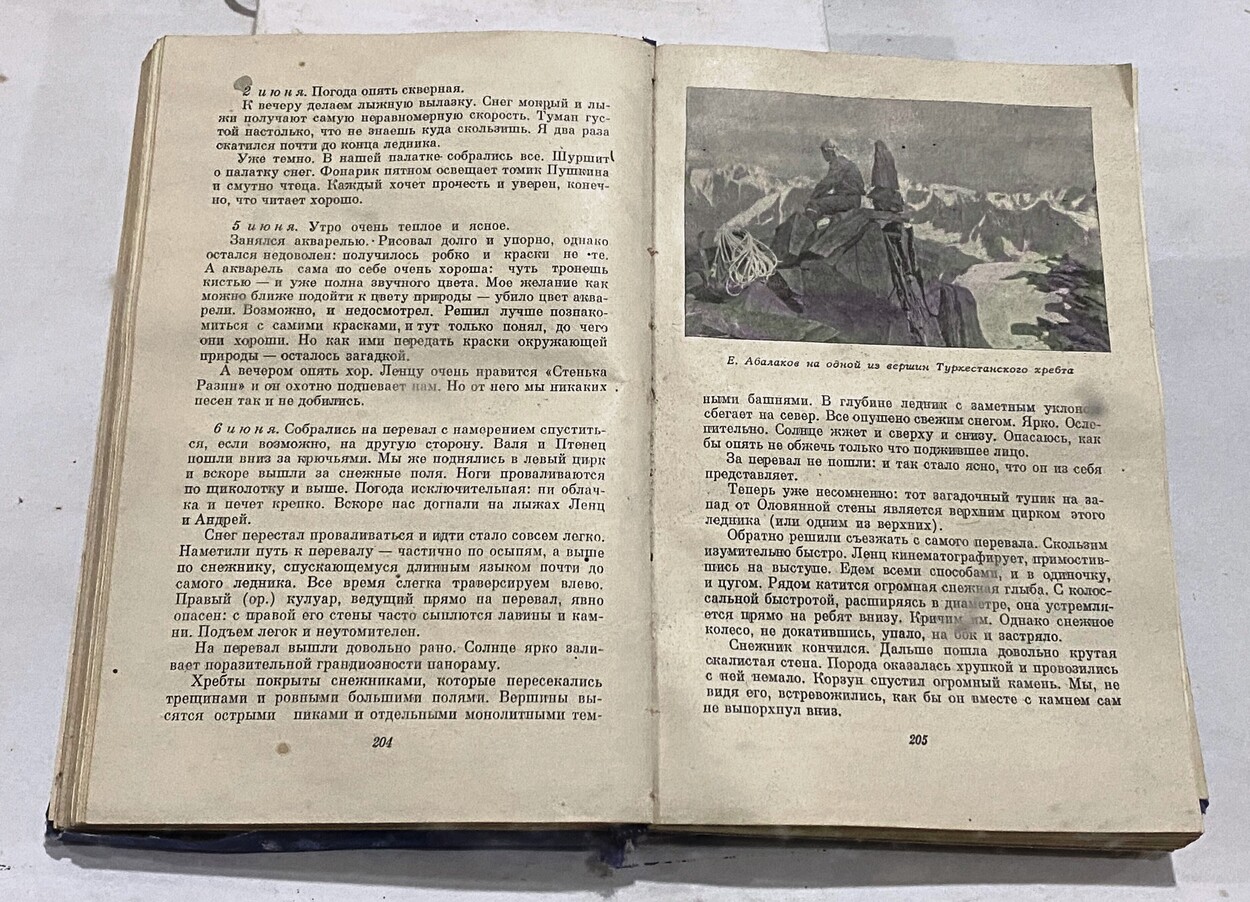 2 июня. Погода опять скверная.
К вечеру делаем лыжную вылазку. Снег мокрый и лы-
жи получают самую неравномерную скорость. Туман гус-
той настолько, что не знаешь куда скользишь. Я два раза
скатился почти до конца ледника.
Уже темно. В нашей палатке собрались все. Шуршит
о палатку снег. Фонарик пятном освещает томик Пушкина
и смутно чтеца. Каждый хочет прочесть и уверен, конеч-
но, что читает хорошо.
5 июня. Утро очень теплое и ясное.
Занялся акварелью. Рисовал долго и упорно, однако
остался недоволен: получилось робко и краски не те.
А акварель сама по себе очень хороша: чуть тронешь
кистью — и уже полна звучного цвета. Мое желание как
можно ближе подойти к цвету природы — убило цвет аква-
рели. Возможно, и недосмотрел. Решил лучше познако-
миться с самими красками, и тут только понял, до чего
они хороши. Но как ими передать краски окружающей
природы — осталось загадкой.
А вечером опять хор. Ленцу очень нравится «Стенька
Разин» и он охотно подпевает нам. Но от него мы никаких
песен так и не добились.
6 июня. Собрались на перевал с намерением спустить-
ся, если возможно, на другую сторону. Валя и Птенец
пошли вниз за крючьями. Мы же поднялись в левый цирк
и вскоре вышли за снежные поля. Ноги проваливаются
по щиколотку и выше. Погода исключительная: ни облач-
ка и печет крепко. Вскоре нас догнали на лыжах Ленц
и Андрей.
Снег перестал проваливаться и идти стало совсем легко.
Наметили путь к перевалу — частично по осыпям, а выше
по снежнику, спускающемуся длинным языком почти до
самого ледника. Все время слегка траверсируем влево.
Правый (ор.) кулуар, ведущий прямо на перевал, явно
опасен: с правой его стены часто сыплются лавины и кам-
ни. Подъем легок и неутомителен.
На перевал вышли довольно рано. Солнце ярко зали-
вает поразительной грандиозности панораму.
Хребты покрыты снежниками, которые пересекались
трещинами и ровными большими полями. Вершины вы-
сятся острыми пиками и отдельными монолитными тем-
204
Е. Абалаков на одной из вершин Туркестанского хребта
ными башнями. В глубине ледник с заметным уклоном
сбегает на север. Все опушено свежим снегом. Ярко. Осле-
пительно. Солнце жжет и сверху и снизу. Опасаюсь, как
бы опять не обжечь только что поджившее лицо.
За перевал не пошли: и так стало ясно, что он из себя
представляет.
Теперь уже несомненно: тот загадочный тупик на за-
пад от Оловянной стены является верхним цирком этого
ледника (или одним из верхних).
Обратно решили съезжать с самого перевала. Скользим
изумительно быстро. Ленц кинематографирует, примостив-
шись на выступе. Едем всеми способами, и в одиночку,
и цугом. Рядом катится огромная снежная глыба. С колос-
сальной быстротой, расширяясь в диаметре, она устремля-
ется прямо на ребят внизу. Кричим им. Однако снежное
колесо, не докатившись, упало, на бок и застряло.
Снежник кончился. Дальше пошла довольно крутая
скалистая стена. Порода оказалась хрупкой и провозились
с ней немало. Корзун спустил огромный камень. Мы, не
видя его, встревожились, как бы он вместе с камнем сам
не выпорхнул вниз.
205